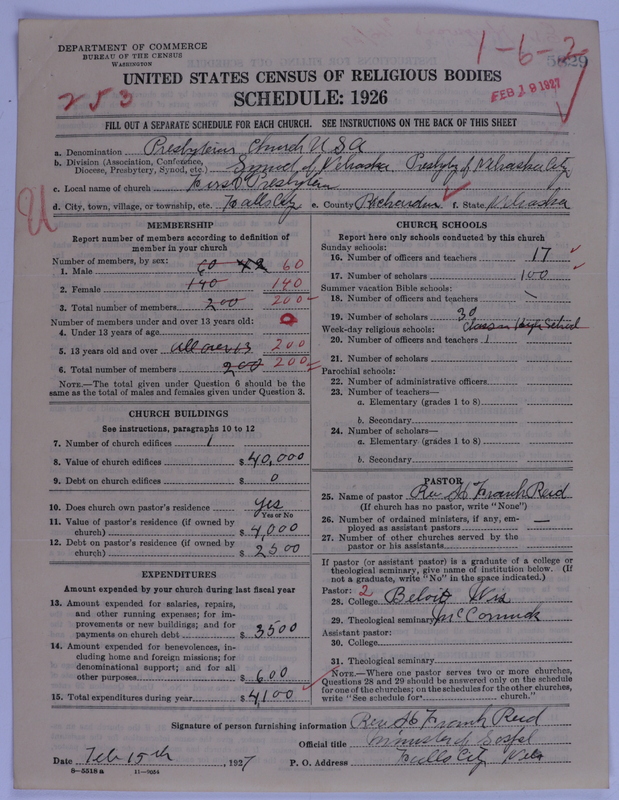 DEPARTMENT OF COMMERCE
BUREAU OF THE CENSUS
WASHINGTON
1-6-2
5829
FEB 19 1927
253
UNITED STATES CENSUS OF RELIGIOUS BODIES
SCHEDULE: 1926
FILL OUT A SEPARATE SCHEDULE FOR EACH CHURCH. SEE INSTRUCTIONS ON THE BACK OF THIS SHEET
a. Denomination Presbyterian Church U.S.A
b. Division (Association, Conference, Diocese, Presbytery, Synod, etc.) Synod of Nebraska Presbyty of Nebraska City
c. Local name of church First Presbyterian
d. City, town, village, or township, etc. Falls City e. County Richardson f. State Nebraska
MEMBERSHIP
Report number of members according to definition of member in your church
Number of members, by sex:
1. Male 60 42 60
2. Female 140 140
3. Total number of members 200 200
Number of members under and over 13 years old:
4. Under 13 years of age
5. 13 years old and over all over 13 200
6. Total number of members 200 200
NOTE.—The total given under Question 6 should be the same as the total of males and females given under Question 3.
CHURCH BUILDINGS
See instructions, paragraphs 10 to 12
7. Number of church edifices 1
8. Value of church edifices $40,000
9. Debt on church edifices $ 0
10. Does church own pastor's residence yes
Yes or No
11. Value of pastor's residence (if owned by church) $4,000
12. Debt on pastor's residence (if owned by church) $2500
EXPENDITURES
Amount expended by your church during last fiscal year
13. Amount expended for salaries, repairs, and other running expenses; for improvements or new buildings; and for payments on church debt $3500
14. Amount expended for benevolences, including home and foreign missions; for denominational support; and for all other purposes $600
15. Total expenditures during year $4100
CHURCH SCHOOLS
Report here only schools conducted by this church
Sunday schools:
16. Number of officers and teachers 17
17. Number of scholars 100
Summer vacation Bible schools:
18. Number of officers and teachers
19. Number of scholars 30
Week-day religious schools: Class in High School
20. Number of officers and teachers 1
21. Number of scholars
Parochial schools:
22. Number of administrative officers
23. Number of teachers—
a. Elementary (grades 1 to 8)
b. Secondary
24. Number of scholars—
a. Elementary (grades 1 to 8)
b. Secondary
PASTOR
25. Name of pastor Rev H Frank Reid
(If church has no pastor, write "None")
26. Number of ordained ministers, if any, employed as assistant pastors —
27. Number of other churches served by the pastor or his assistants
If pastor (or assistant pastor) is a graduate of a college or theological seminary, give name of institution below. (If not a graduate, write "No" in the space indicated.)
Pastor: 2
28. College Beloit Wis
29. Theological seminary McCormick
Assistant pastor:
30. College
31. Theological seminary
NOTE.—Where one pastor serves two or more churches, Questions 28 and 29 should be answered only on the schedule for one of the churches; on the schedules for the other churches, write "See schedule for church."
Signature of person furnishing information Rev H Frank Reid
Official title Minister of Gospel
Date Feb 15th, 1927 P. O. Address Falls City Nebr
8-5518 a 11-9054